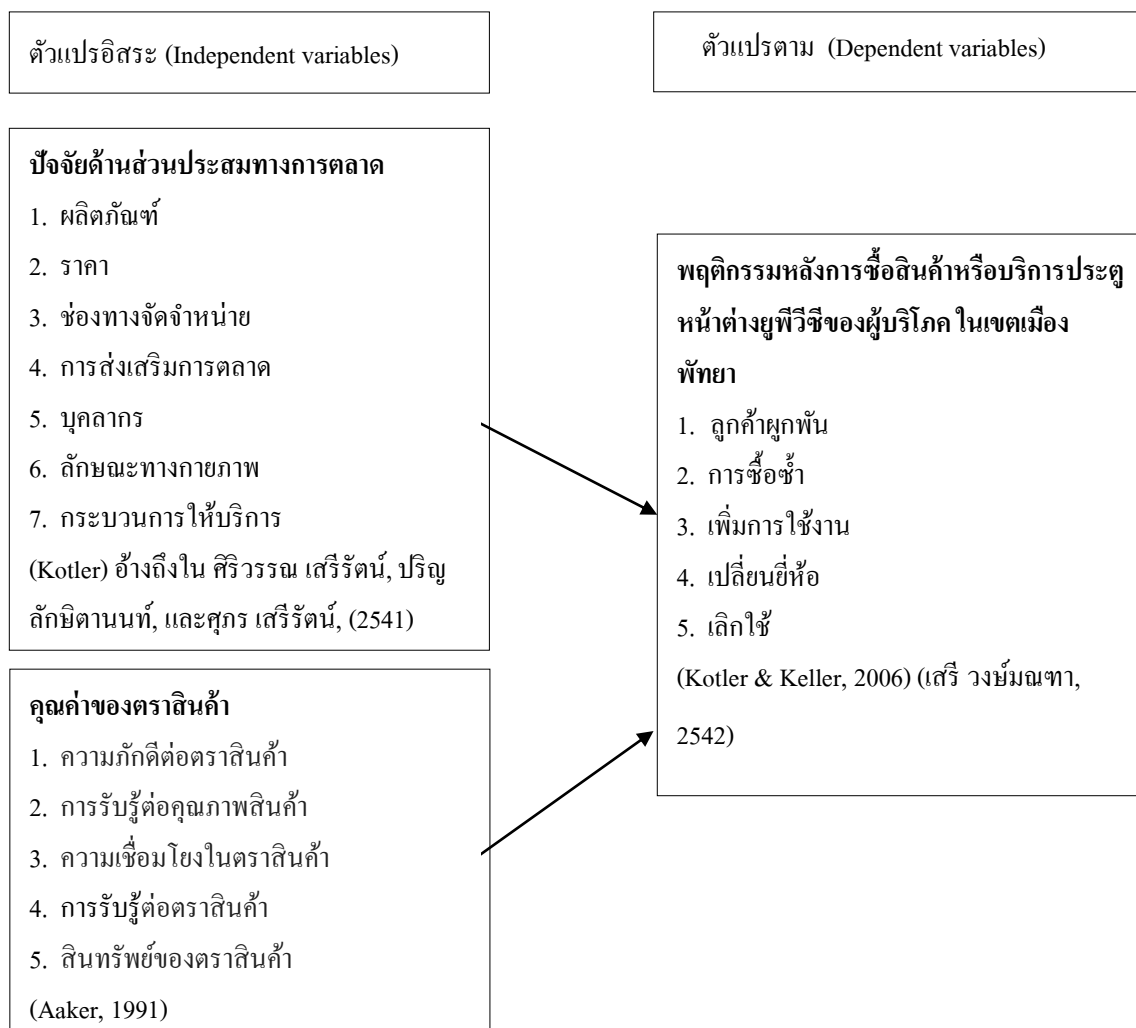 ตัวแปรอิสระ (Independent variables)
ตัวแปรตาม (Dependent variables)
ปัจจัยด้านส่วนประสมทางการตลาด
1. ผลิตภัณฑ์
2. ราคา
3. ช่องทางจัดจำหน่าย
4. การส่งเสริมการตลาด
5. บุคลากร
6. ลักษณะทางกายภาพ
7. กระบวนการให้บริการ
(Kotler) อ้างถึงใน ศิริวรรณ เสรีรัตน์, ปริญ
ลักษิตานนท์, และศุภร เสรีรัตน์, (2541)
คุณค่าของตราสินค้า
1. ความภักดีต่อตราสินค้า
2. การรับรู้ต่อคุณภาพสินค้า
3. ความเชื่อมโยงในตราสินค้า
4. การรับรู้ต่อตราสินค้า
5. สินทรัพย์ของตราสินค้า
(Aaker, 1991)
พฤติกรรมหลังการซื้อสินค้าหรือบริการประตู
หน้าต่างยูพีวีซีของผู้บริโภค ในเขตเมือง
พัทยา
1. ลูกค้าผูกพัน
2. การซื้อซ้ำ
3. เพิ่มการใช้งาน
4. เปลี่ยนยี่ห้อ
5. เลิกใช้
(Kotler & Keller, 2006) (เสรี วงษ์มณฑา,
2542)